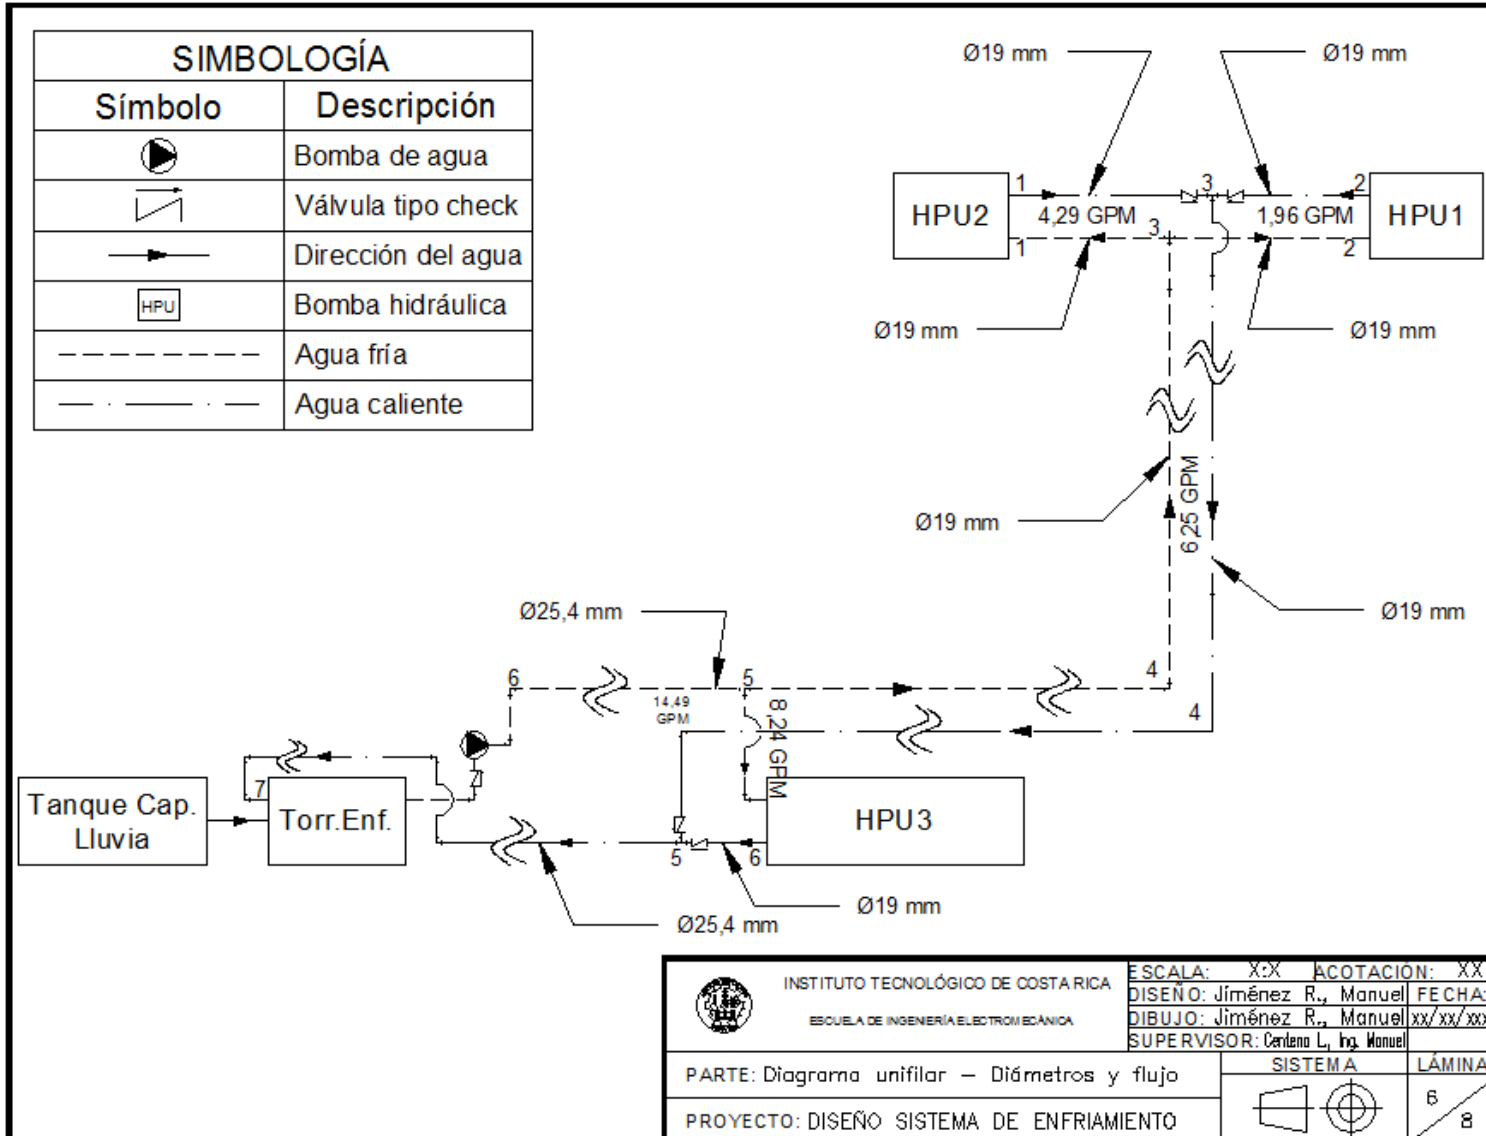 SIMBOLOGÍA
Símbolo Descripción
Bomba de agua
Válvula tipo check
Dirección del agua
HPU Bomba hidráulica
Agua fría
Agua caliente
Ø19 mm Ø19 mm
1 3 2
HPU2 4,29 GPM 1,96 GPM HPU1
1 3 2
Ø19 mm Ø19 mm
6,25 GPM
Ø19 mm
Ø19 mm
Ø25,4 mm
6 5 4
14,49
GPM
8,24 GPM
4
7
Tanque Cap.
Lluvia
Torr.Enf.
HPU3
5 6
Ø19 mm
Ø25,4 mm
INSTITUTO TECNOLÓGICO DE COSTA RICA
ESCUELA DE INGENIERÍA ELECTROMECÁNICA
ESCALA: X:X ACOTACIÓN: XX
DISEÑO: Jiménez R., Manuel FECHA:
DIBUJO: Jiménez R., Manuel xx/xx/xxx
SUPERVISOR: Centeno L, Ing. Manuel
PARTE: Diagrama unifilar – Diámetros y flujo
SISTEMA LÁMINA
PROYECTO: DISEÑO SISTEMA DE ENFRIAMIENTO
6
8